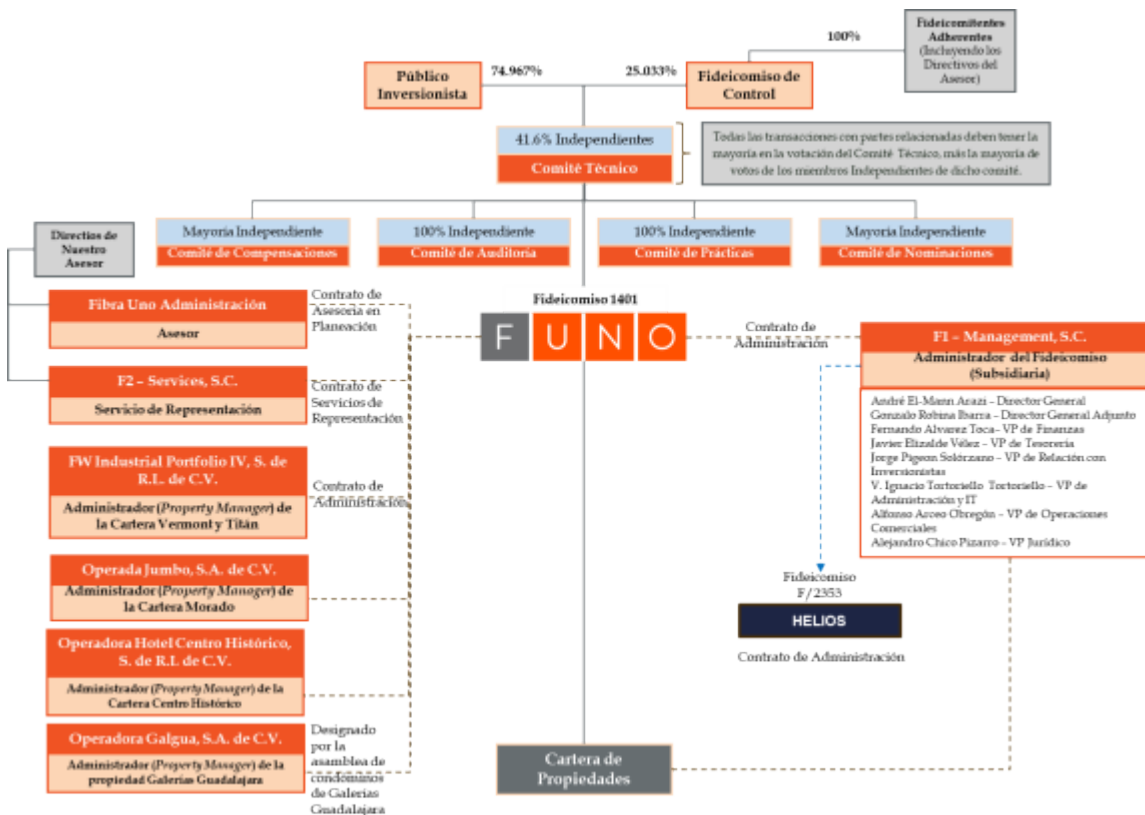 100%
Fideicomitentes
Adherentes
(Incluyendo los
Directivos del
Asesor)
Público
Inversionista
74.967%
25.033%
Fideicomiso de
Control
41.6% Independientes
Comité Técnico
Todas las transacciones con partes relacionadas deben tener la
mayoría en la votación del Comité Técnico, más la mayoría de
votos de los miembros Independientes de dicho comité.
Directios de
Nuestro
Asesor
Mayoría Independiente
Comité de Compensaciones
100% Independiente
Comité de Auditoría
100% Independiente
Comité de Prácticas
Mayoría Independiente
Comité de Nominaciones
Fibra Uno Administración
Asesor
Contrato de
Asesoría en
Planeación
Fideicomiso 1401
FUNO
Contrato de
Administración
F1 – Management, S.C.
Administrador del Fideicomiso
(Subsidiaria)
F2 – Services, S.C.
Servicio de Representación
Contrato de
Servicios de
Representación
André El-Mann Arazi – Director General
Gonzalo Robina Ibarra – Director General Adjunto
Fernando Alvarez Toca– VP de Finanzas
Javier Elizalde Vélez – VP de Tesorería
Jorge Pigeon Solórzano – VP de Relación con
Inversionistas
V. Ignacio Tortoriello Tortoriello – VP de
Administración y IT
Alfonso Arceo Obregón – VP de Operaciones
Comerciales
Alejandro Chico Pizarro – VP Jurídico
FW Industrial Portfolio IV, S. de
R.L. de C.V.
Administrador (Property Manager) de
la Cartera Vermont y Titán
Contrato de
Administración
Operada Jumbo, S.A. de C.V.
Administrador (Property Manager) de
la Cartera Morado
Fideicomiso
F/2353
HELIOS
Contrato de Administración
Operadora Hotel Centro Histórico,
S. de R.L de C.V.
Administrador (Property Manager) de la
Cartera Centro Histórico
Operadora Galgua, S.A. de C.V.
Administrador (Property Manager) de la
propiedad Galerías Guadalajara
Designado
por la
asamblea de
condóminos
de Galerías
Guadalajara
Cartera de
Propiedades